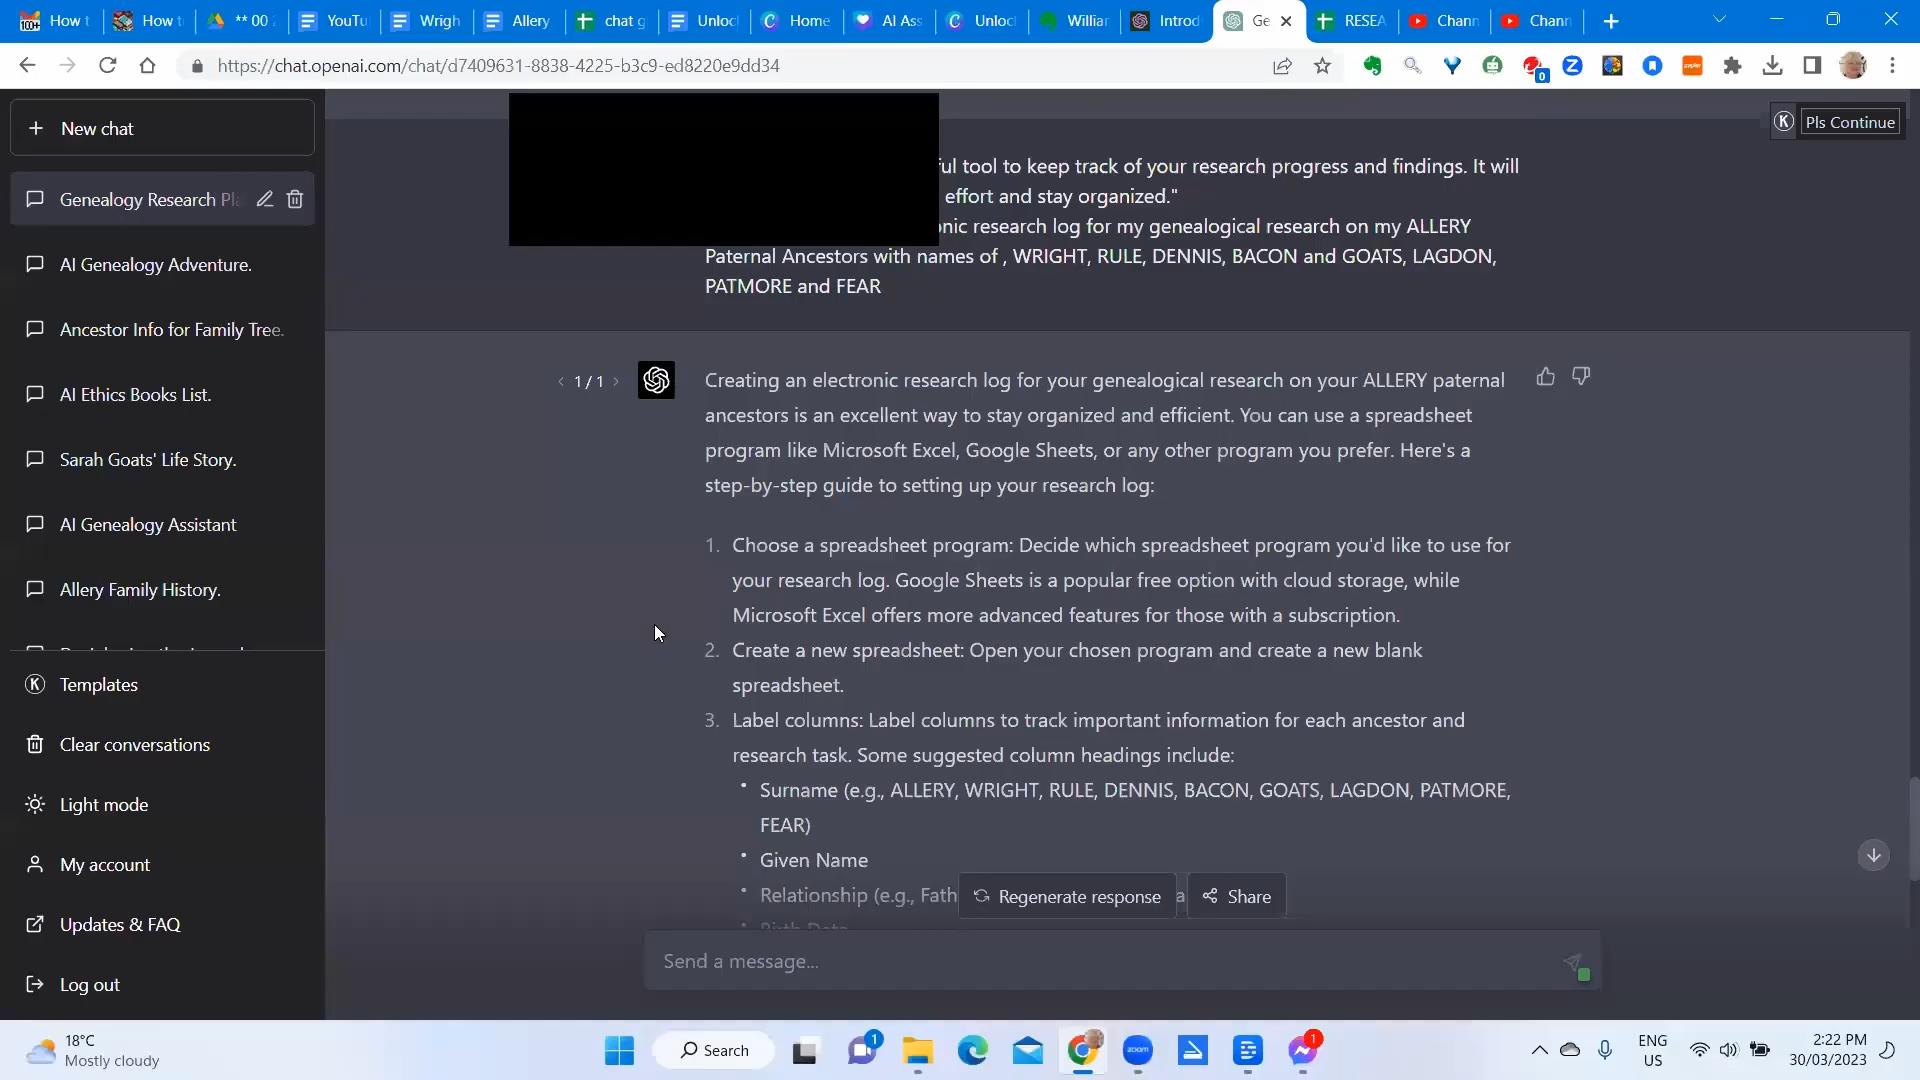 How t
How t
** 00
YouTu
Wrigh
Allery
chat g
Unloc
Home
AI Ass
Unloc
Willia
Introd
Ge
RESEA
Chann
Chann
https://chat.openai.com/chat/d7409631-8838-4225-b3c9-ed8220e9dd34
New chat
Genealogy Research Pla
AI Genealogy Adventure.
Ancestor Info for Family Tree.
AI Ethics Books List.
Sarah Goats' Life Story.
AI Genealogy Assistant
Allery Family History.
Templates
Clear conversations
Light mode
My account
Updates & FAQ
Log out
Pls Continue
ful tool to keep track of your research progress and findings. It will
effort and stay organized."
onic research log for my genealogical research on my ALLERY
Paternal Ancestors with names of , WRIGHT, RULE, DENNIS, BACON and GOATS, LAGDON,
PATMORE and FEAR
1 / 1
Creating an electronic research log for your genealogical research on your ALLERY paternal
ancestors is an excellent way to stay organized and efficient. You can use a spreadsheet
program like Microsoft Excel, Google Sheets, or any other program you prefer. Here's a
step-by-step guide to setting up your research log:
1. Choose a spreadsheet program: Decide which spreadsheet program you'd like to use for
your research log. Google Sheets is a popular free option with cloud storage, while
Microsoft Excel offers more advanced features for those with a subscription.
2. Create a new spreadsheet: Open your chosen program and create a new blank
spreadsheet.
3. Label columns: Label columns to track important information for each ancestor and
research task. Some suggested column headings include:
• Surname (e.g., ALLERY, WRIGHT, RULE, DENNIS, BACON, GOATS, LAGDON, PATMORE,
FEAR)
• Given Name
• Relationship (e.g., Fath
• Birth Date
Regenerate response
Share
Send a message...
18°C
Mostly cloudy
Search
zoom
ENG
US
2:22 PM
30/03/2023